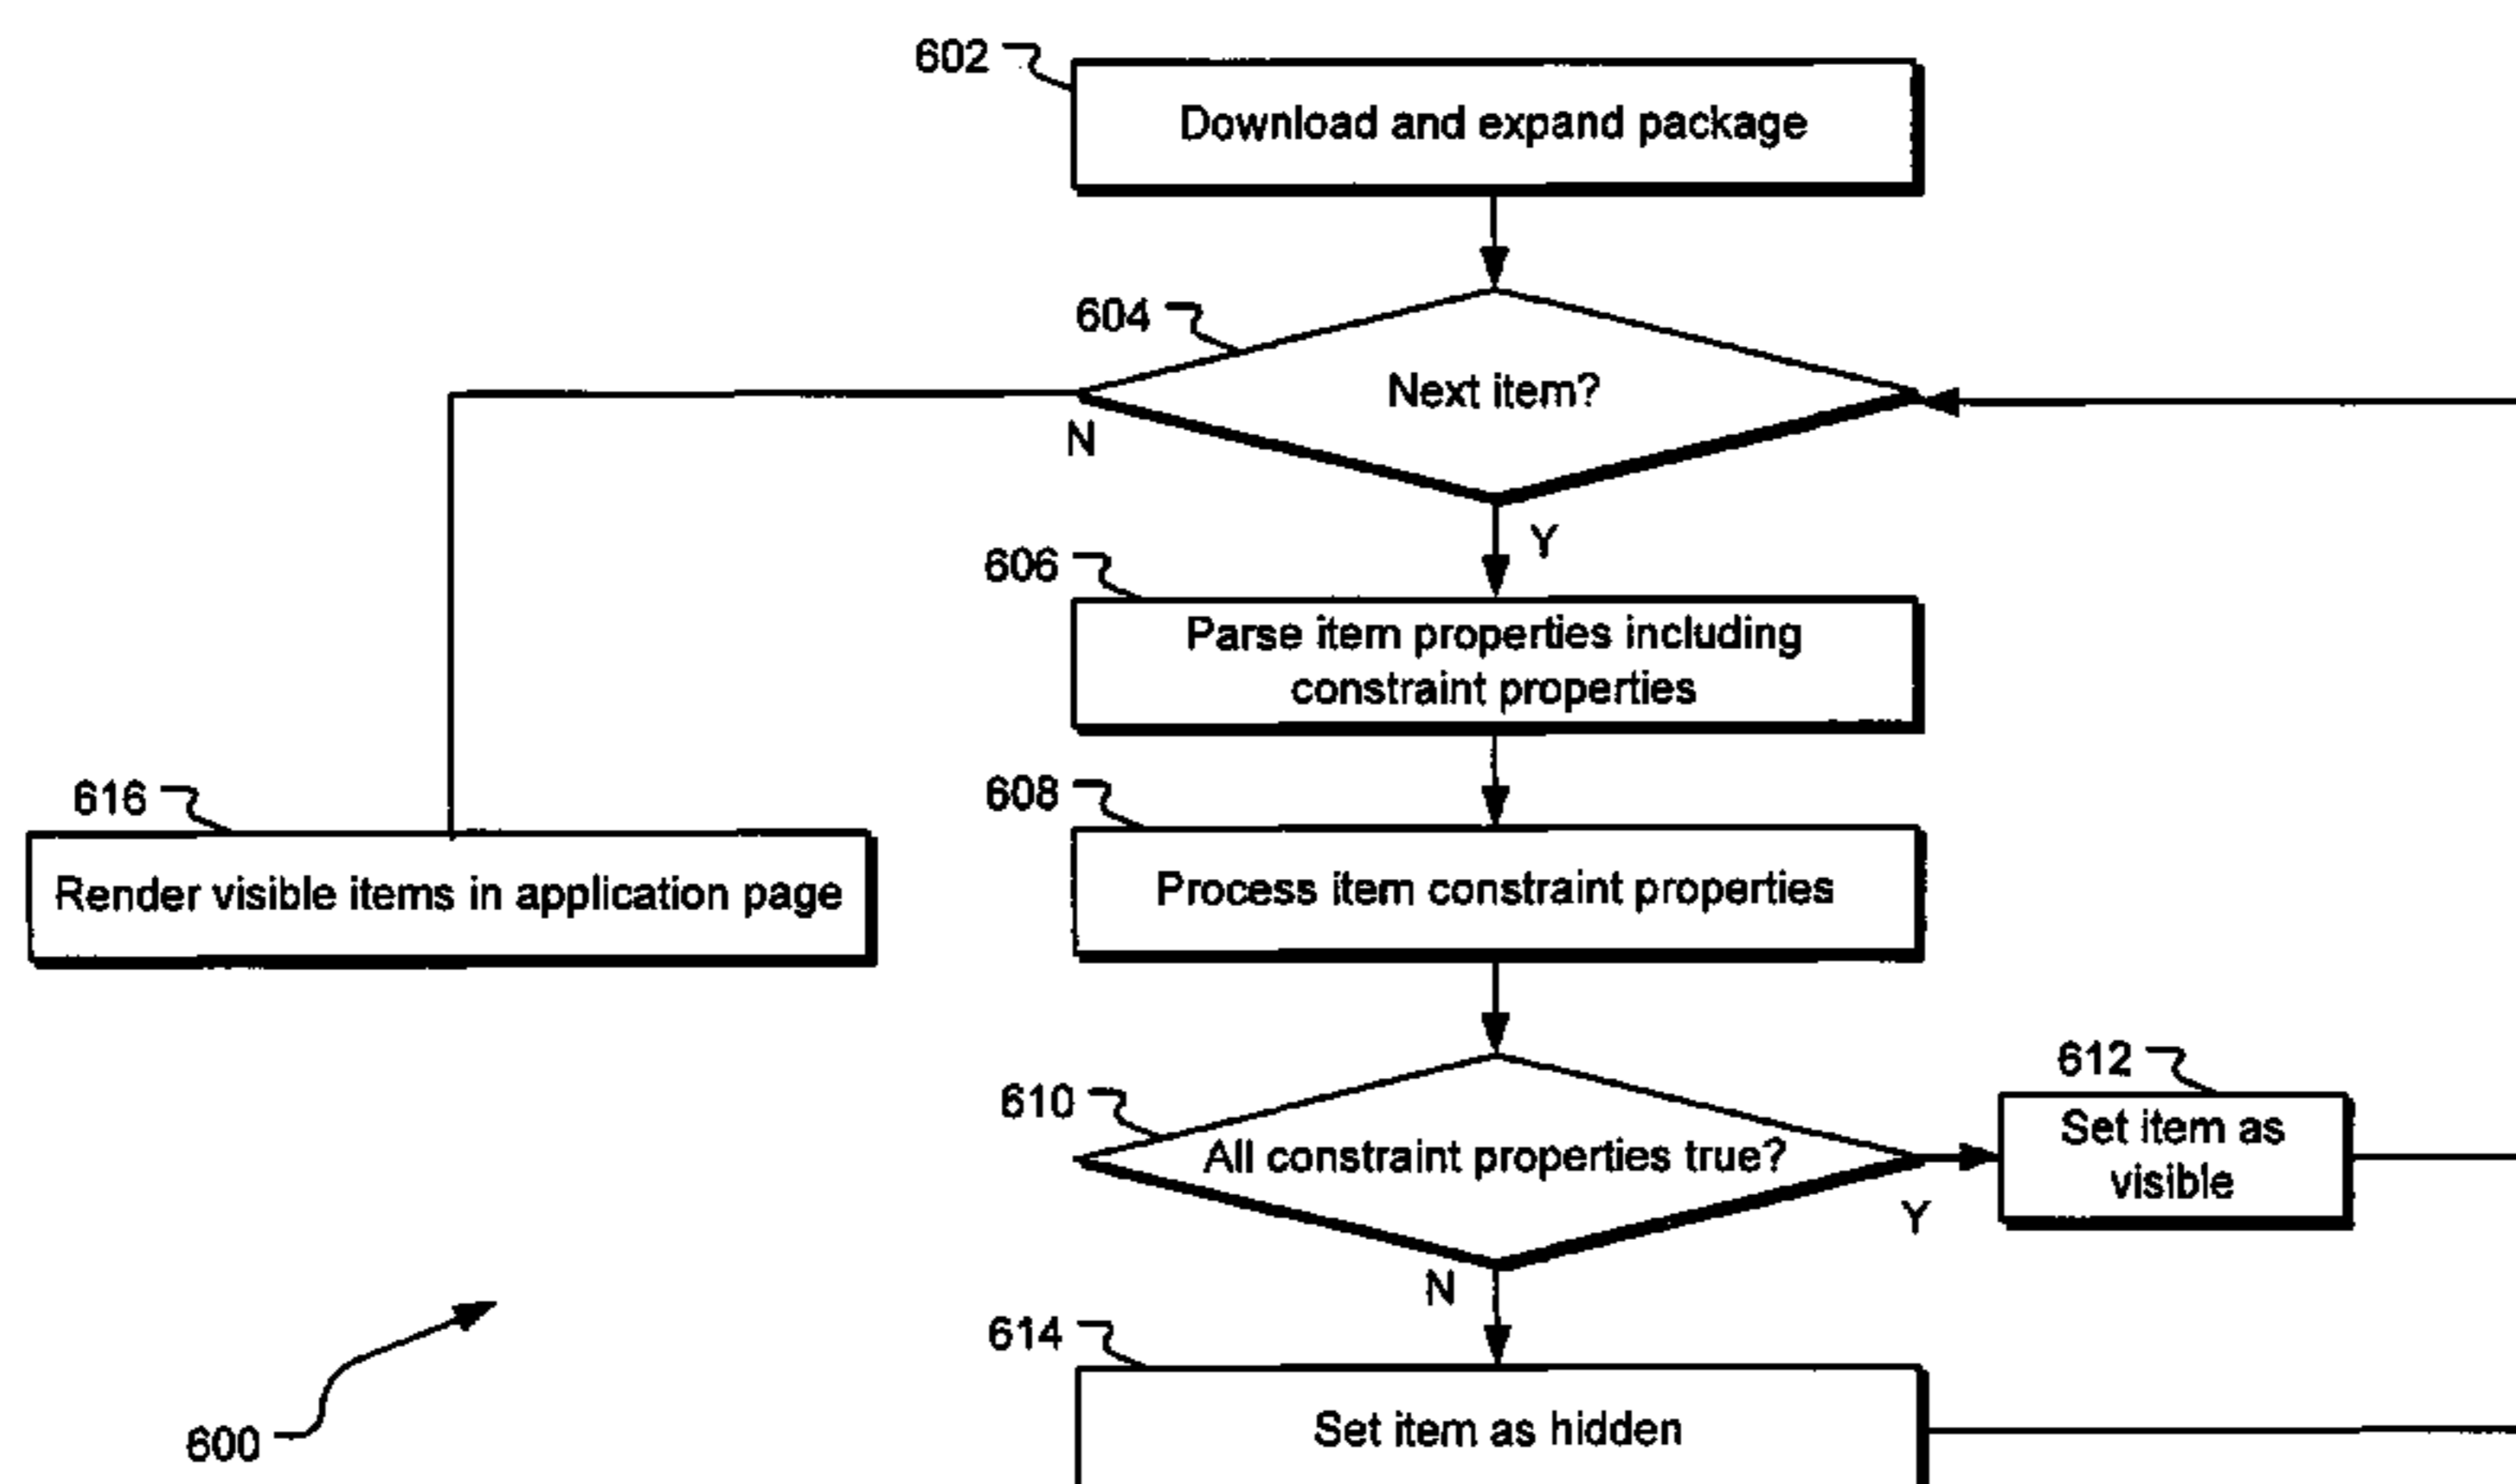 602
Download and expand package
604
Next item?
N
Y
606
Parse item properties including
constraint properties
616
608
Render visible items in application page
Process item constraint properties
612
610
Set item as
visible
All constraint properties true?
Y
N
614
Set item as hidden
600